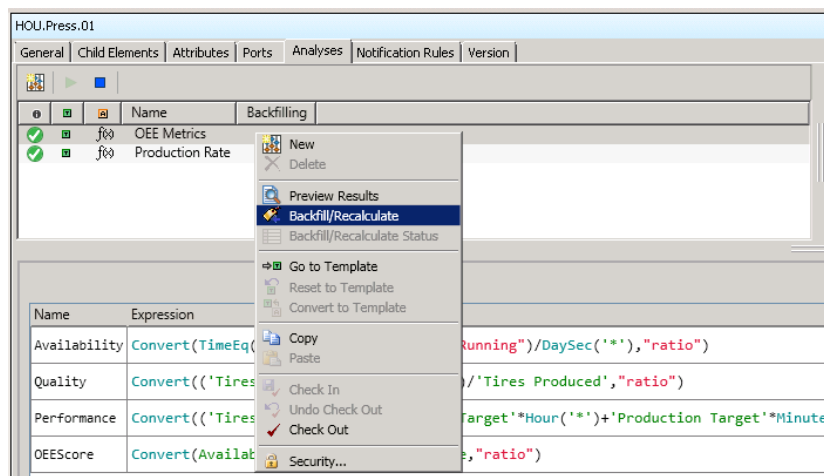 HOU.Press.01
General Child Elements Attributes Ports Analyses Notification Rules Version
Name Backfilling
f(x) OEE Metrics
f(x) Production Rate
New
Delete
Preview Results
Backfill/Recalculate
Backfill/Recalculate Status
Go to Template
Reset to Template
Convert to Template
Copy
Paste
Check In
Undo Check Out
Check Out
Security...
Name Expression
Availability Convert(TimeEq( Running")/DaySec('*'),"ratio")
Quality Convert(('Tires )/'Tires Produced',"ratio")
Performance Convert(('Tires Target'*Hour('*')+'Production Target'*Minute
OEEScore Convert(Availab e,"ratio")